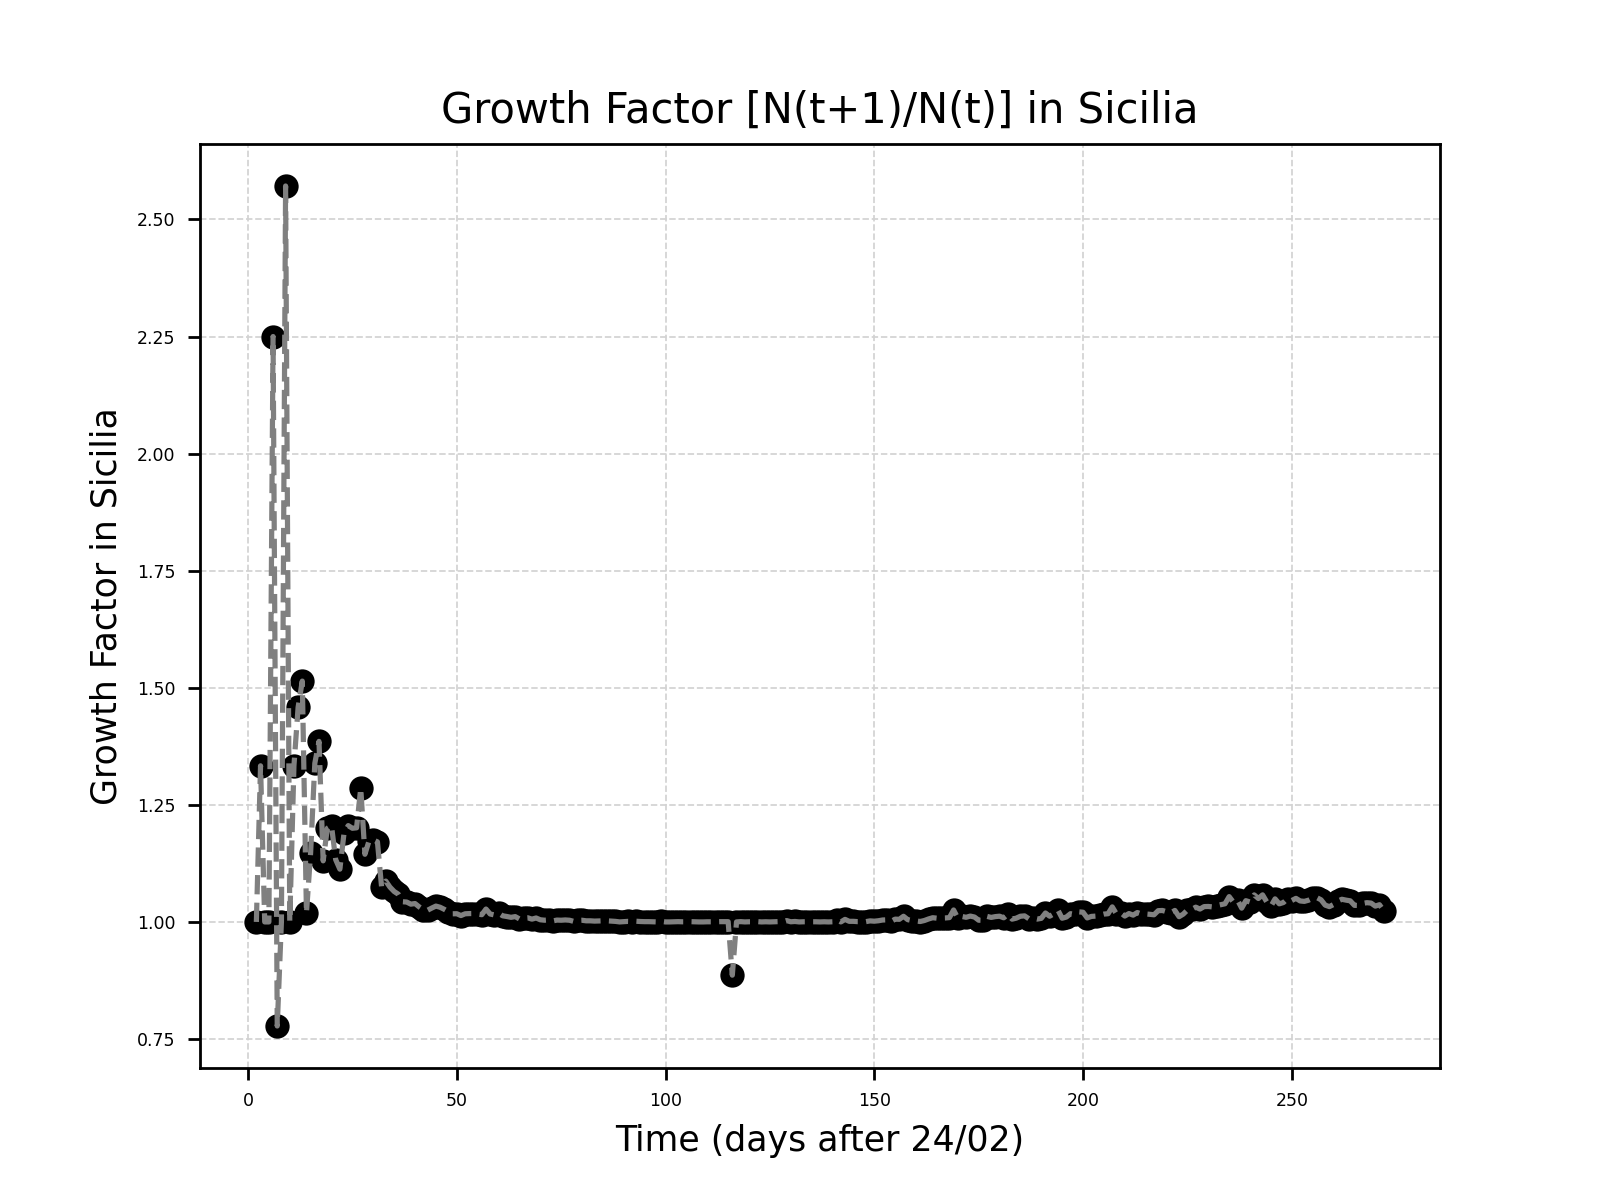 Growth Factor [N(t+1)/N(t)] in Sicilia
Growth Factor in Sicilia
2.50
2.25
2.00
1.75
1.50
1.25
1.00
0.75
0 50 100 150 200 250
Time (days after 24/02)